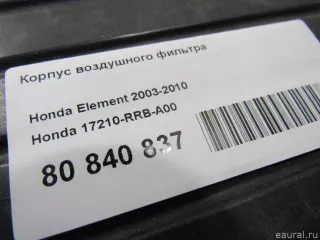 Корпус воздушного фильтра
Honda Element 2003-2010
Honda 17210-RRB-A00
80 840 837
eaural.ru